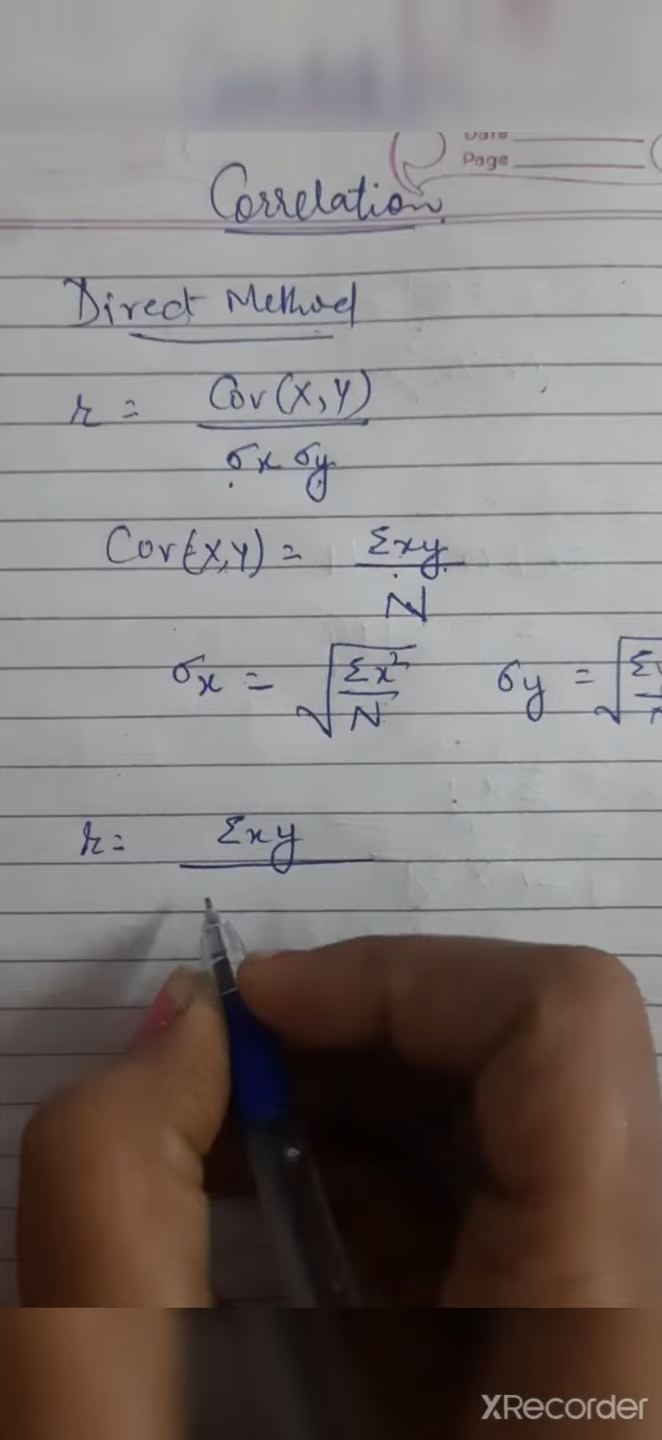 Date
Page
Correlation
Direct Method
r = Cov(X,Y) / σx σy
Cov(X,Y) = Σxy / N
σx = √Σx²/N σy = √Σ
r = Σxy
XRecorder